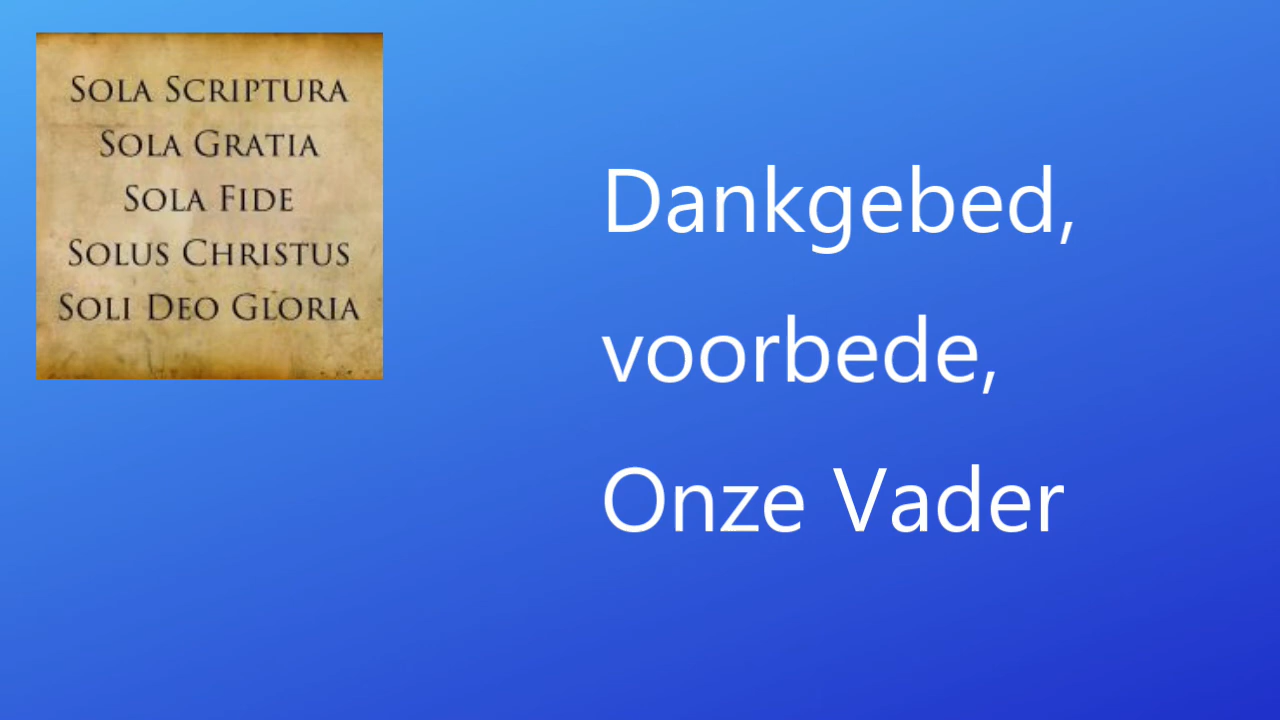 Sola Scriptura
Sola Gratia
Sola Fide
Solus Christus
Soli Deo Gloria
Dankgebed,
voorbede,
Onze Vader